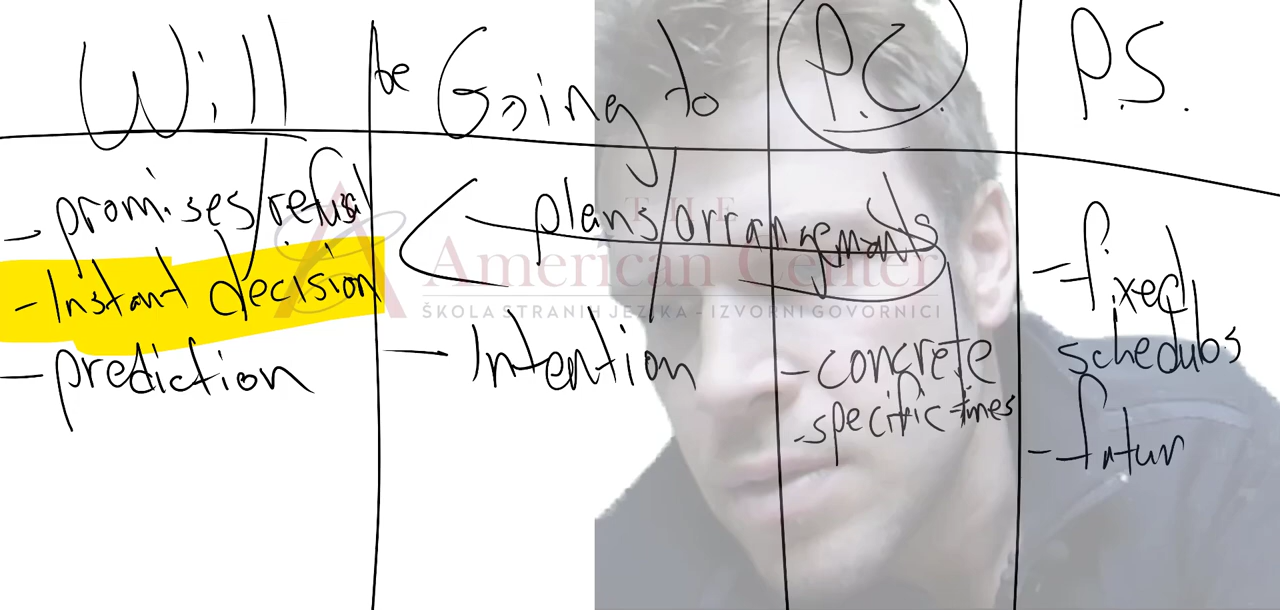 Will
be Going to
P.C.
P.S.
- promises/refusal
- Instant decision
- prediction
- plans/arrangements
- Intention
- concrete
- specific times
- fixed
schedules
- futur
THE
American Center
ŠKOLA STRANIH JEZIKA - IZVORNI GOVORNICI